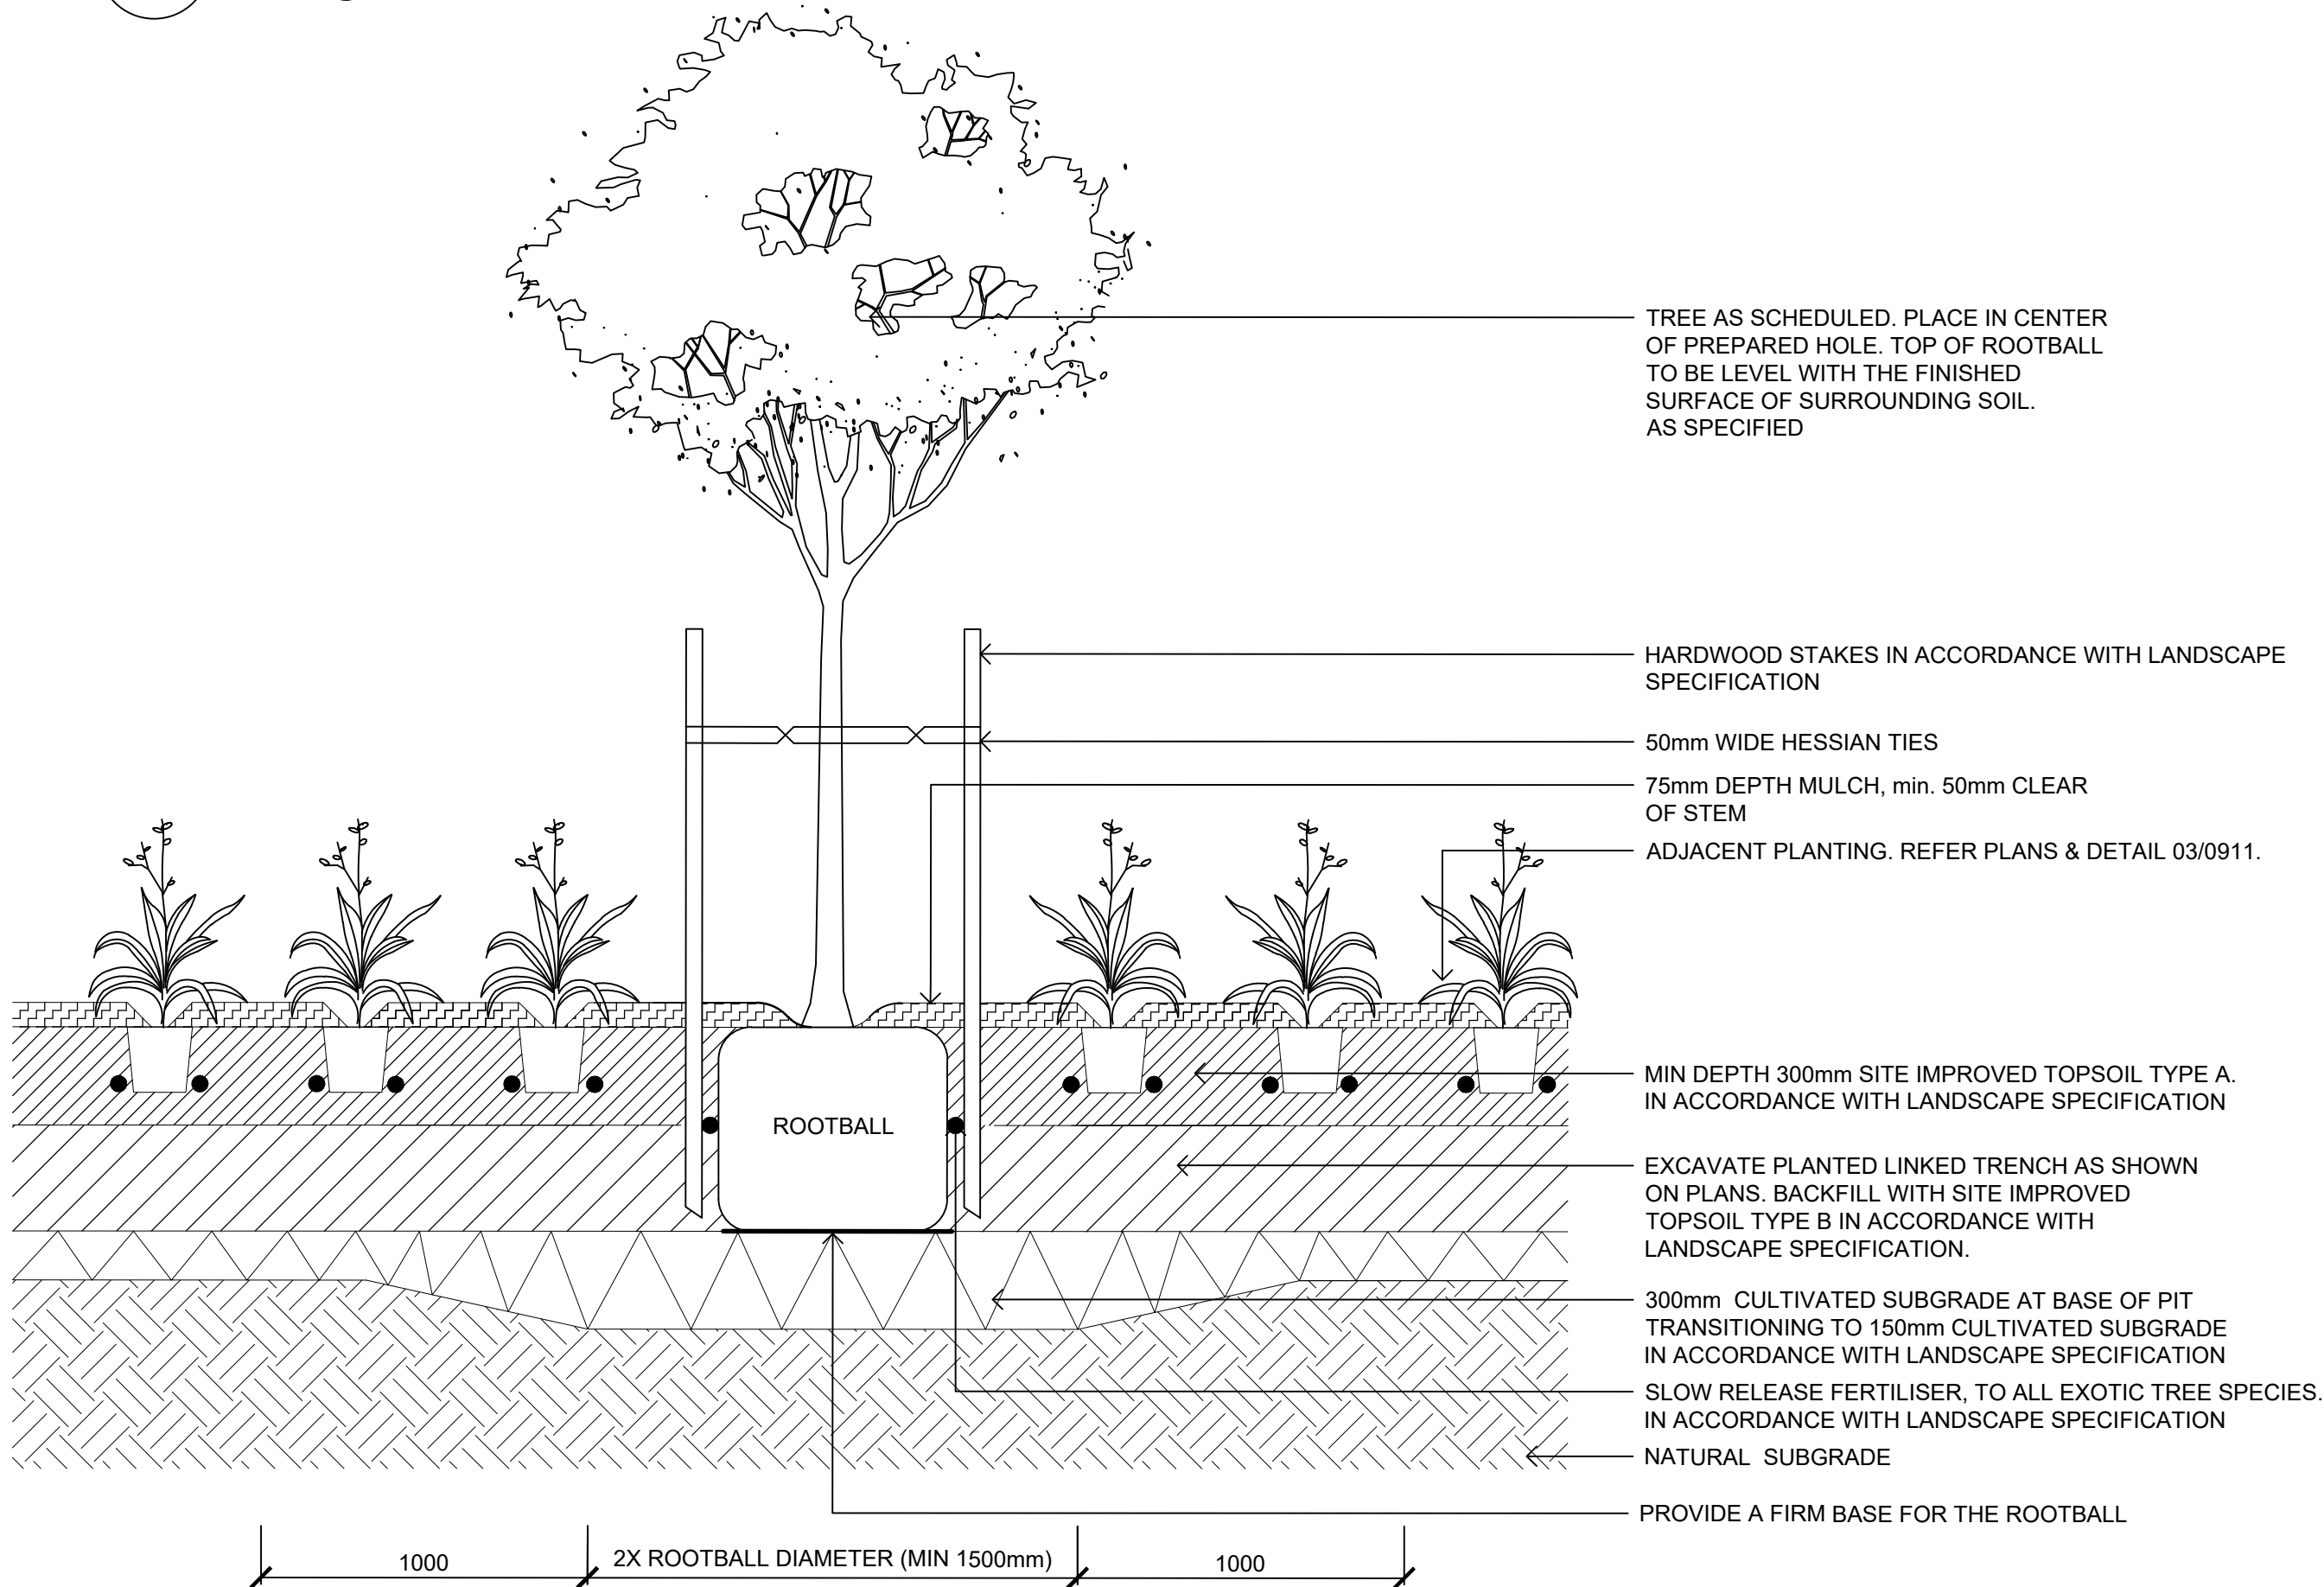 TREE AS SCHEDULED. PLACE IN CENTER
OF PREPARED HOLE. TOP OF ROOTBALL
TO BE LEVEL WITH THE FINISHED
SURFACE OF SURROUNDING SOIL.
AS SPECIFIED
HARDWOOD STAKES IN ACCORDANCE WITH LANDSCAPE
SPECIFICATION
50mm WIDE HESSIAN TIES
75mm DEPTH MULCH, min. 50mm CLEAR
OF STEM
ADJACENT PLANTING. REFER PLANS & DETAIL 03/0911.
MIN DEPTH 300mm SITE IMPROVED TOPSOIL TYPE A.
IN ACCORDANCE WITH LANDSCAPE SPECIFICATION
ROOTBALL
EXCAVATE PLANTED LINKED TRENCH AS SHOWN
ON PLANS. BACKFILL WITH SITE IMPROVED
TOPSOIL TYPE B IN ACCORDANCE WITH
LANDSCAPE SPECIFICATION.
300mm CULTIVATED SUBGRADE AT BASE OF PIT
TRANSITIONING TO 150mm CULTIVATED SUBGRADE
IN ACCORDANCE WITH LANDSCAPE SPECIFICATION
SLOW RELEASE FERTILISER, TO ALL EXOTIC TREE SPECIES.
IN ACCORDANCE WITH LANDSCAPE SPECIFICATION
NATURAL SUBGRADE
PROVIDE A FIRM BASE FOR THE ROOTBALL
1000
2X ROOTBALL DIAMETER (MIN 1500mm)
1000